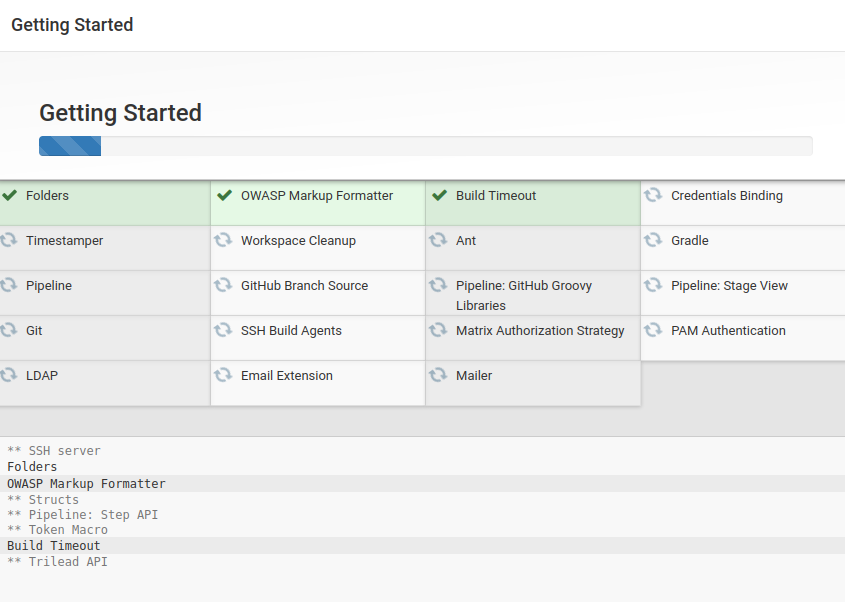 Getting Started
Getting Started
Folders
OWASP Markup Formatter
Build Timeout
Credentials Binding
Timestamper
Workspace Cleanup
Ant
Gradle
Pipeline
GitHub Branch Source
Pipeline: GitHub Groovy
Libraries
Pipeline: Stage View
Git
SSH Build Agents
Matrix Authorization Strategy
PAM Authentication
LDAP
Email Extension
Mailer
** SSH server
Folders
OWASP Markup Formatter
** Structs
** Pipeline: Step API
** Token Macro
Build Timeout
** Trilead API